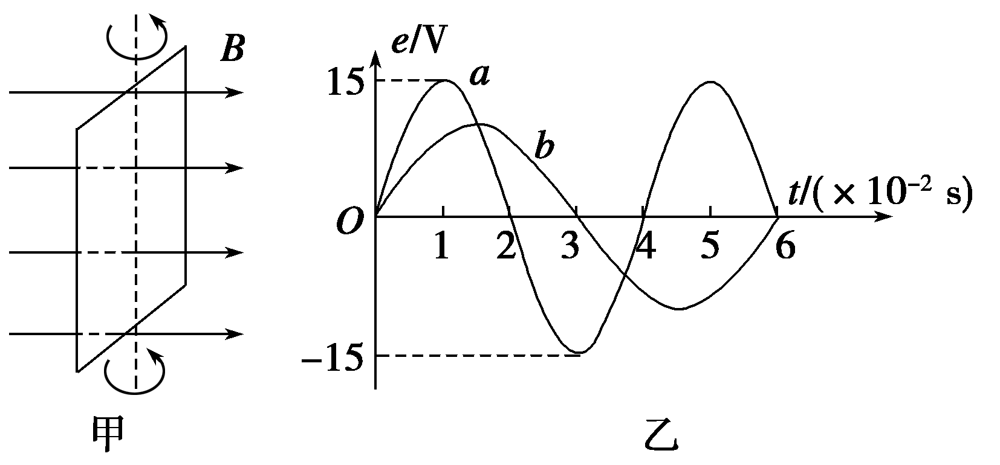 B
e/V
15
a
b
t/( × 10⁻² s)
O
1 2 3 4 5 6
−15
甲 乙